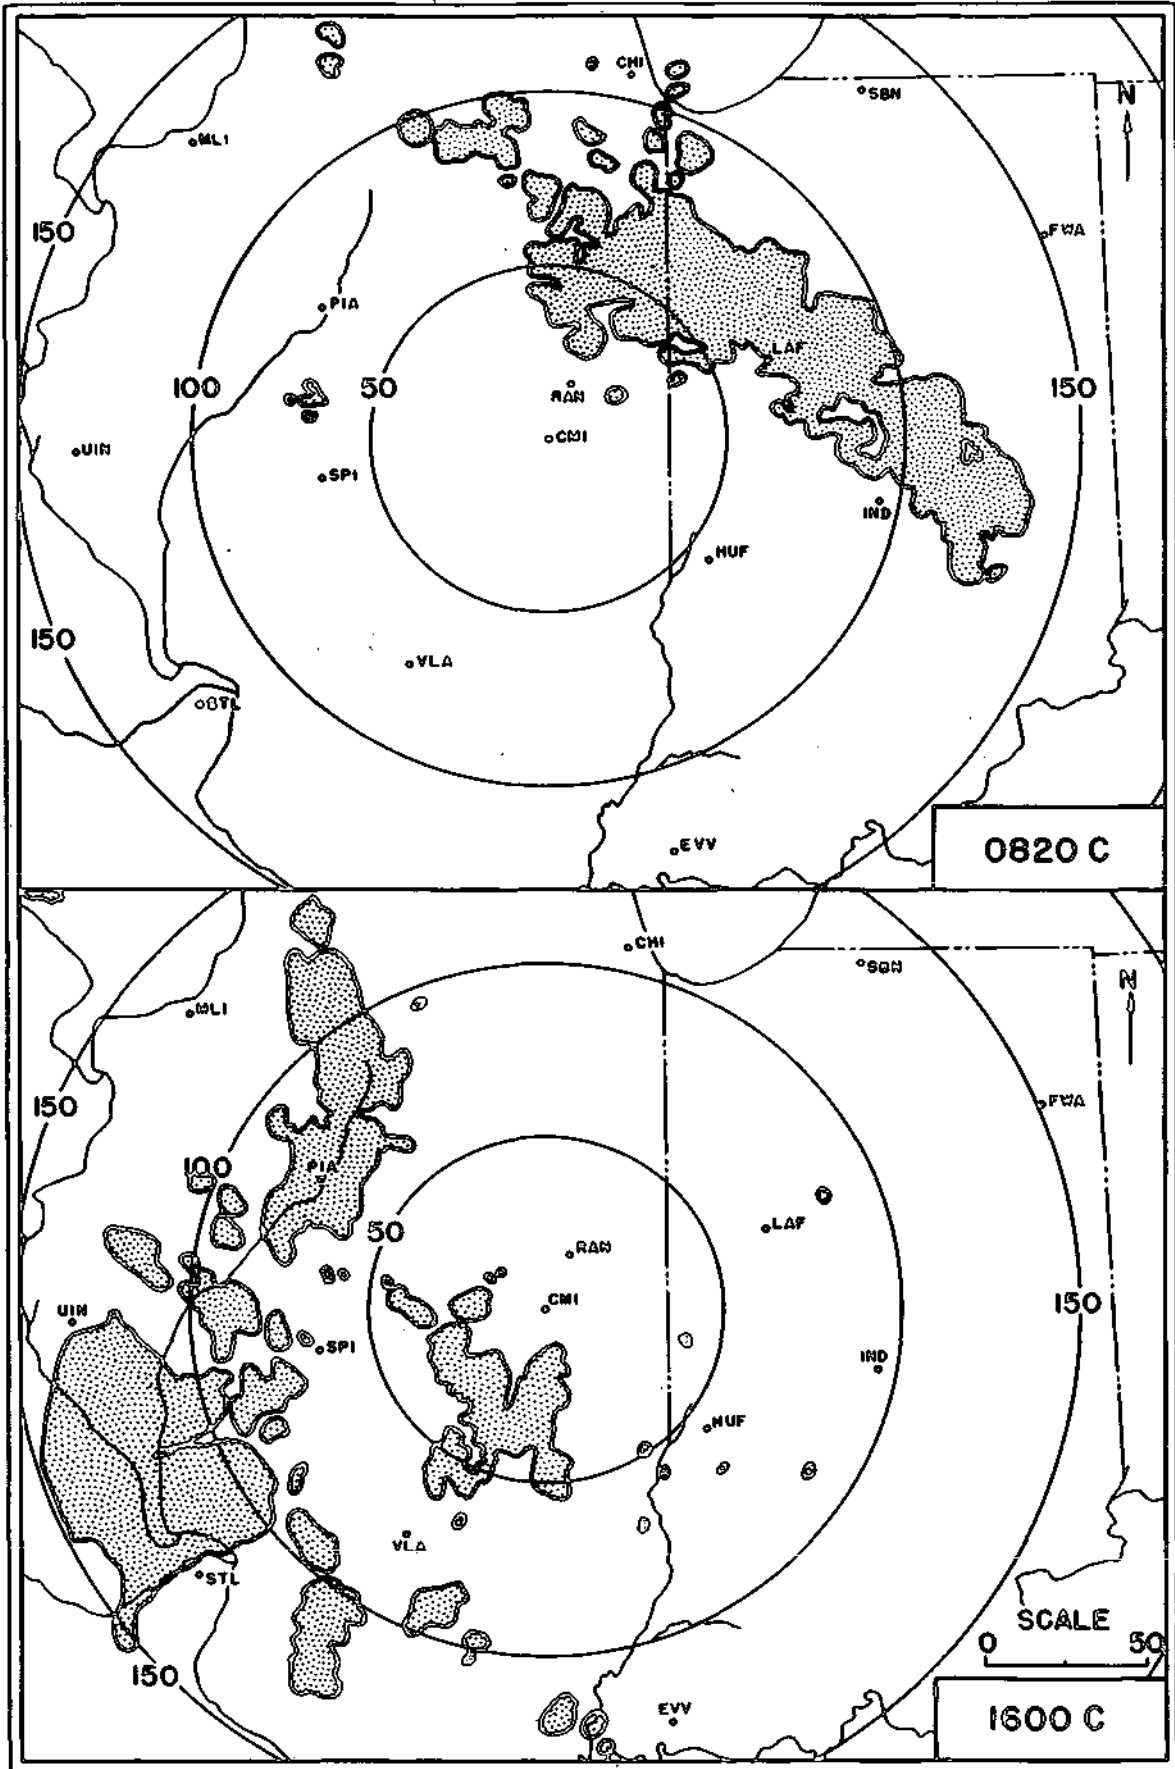 CHI
SBN
N
MLI
150
FWA
PIA
LAF
100
50
150
RAN
CMI
UIN
SPI
IND
HUF
150
VLA
STL
EVV
0820 C
CHI
SBN
N
MLI
150
FWA
100
PIA
50
LAF
RAN
CMI
150
UIN
SPI
IND
HUF
VLA
STL
SCALE
0 50
150
EVV
1600 C